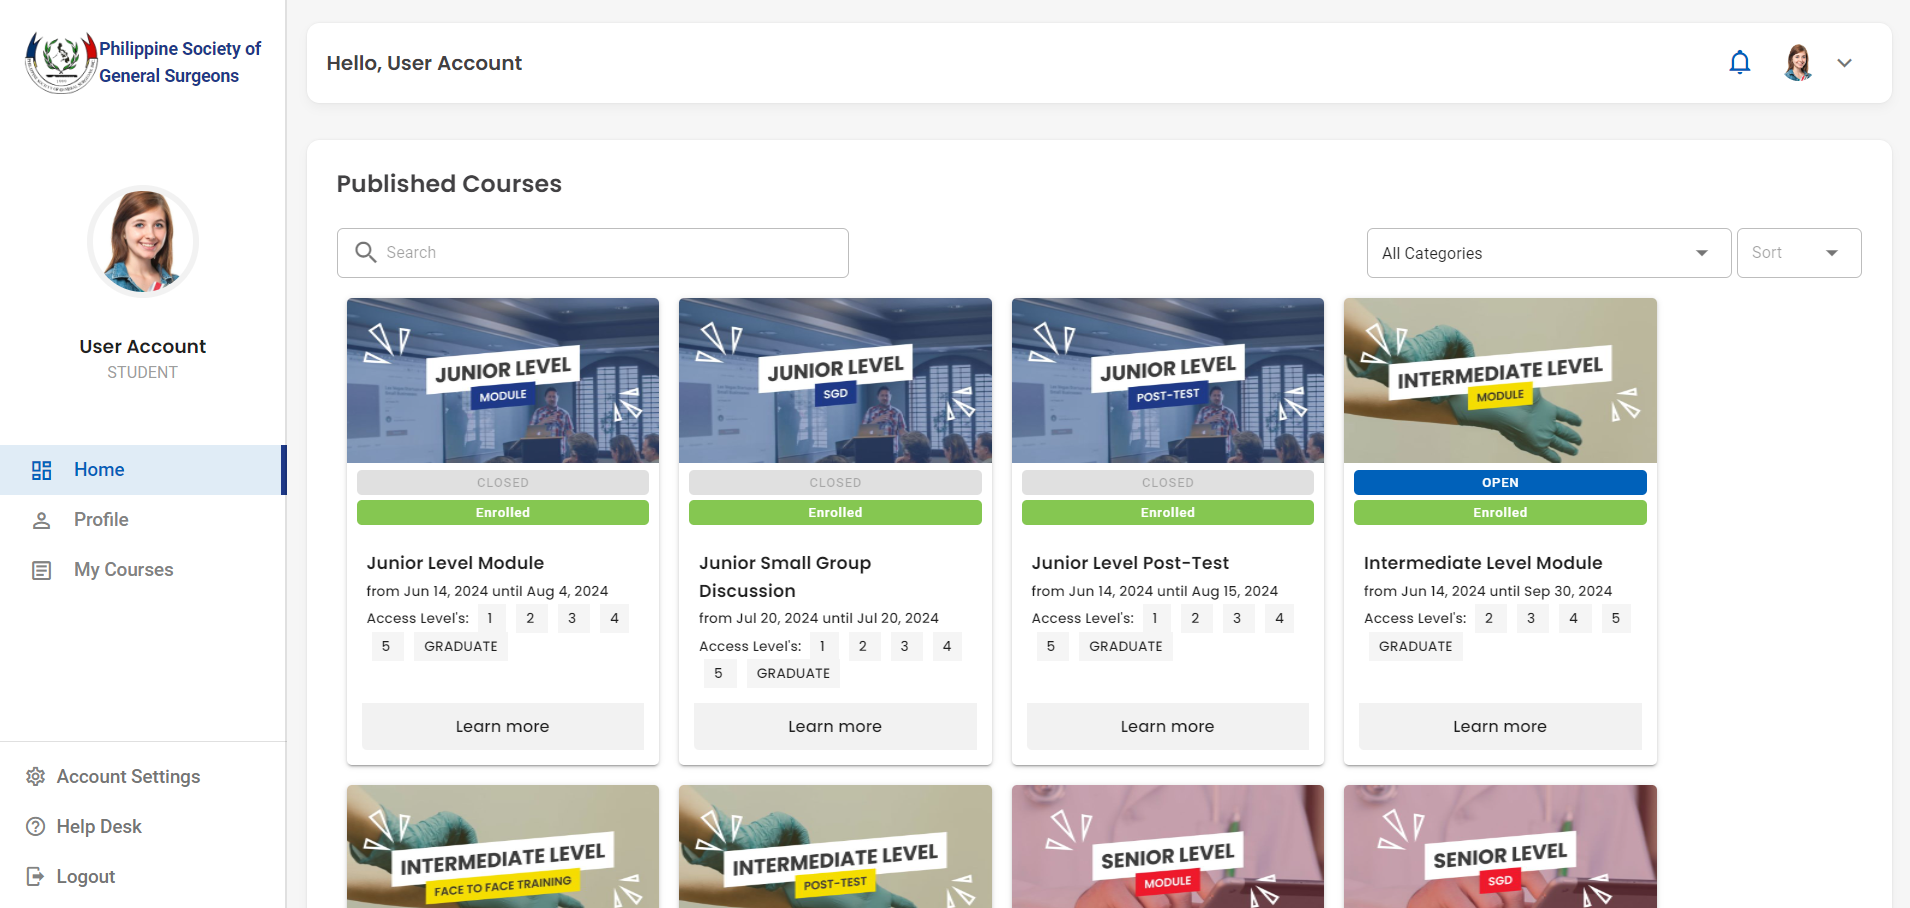 Philippine Society of
General Surgeons
User Account
STUDENT
Home
Profile
My Courses
Account Settings
Help Desk
Logout
Hello, User Account
Published Courses
Search
All Categories
Sort
JUNIOR LEVEL
MODULE
CLOSED
Enrolled
Junior Level Module
from Jun 14, 2024 until Aug 4, 2024
Access Level's: 1 2 3 4
5 GRADUATE
Learn more
JUNIOR LEVEL
SGD
CLOSED
Enrolled
Junior Small Group
Discussion
from Jul 20, 2024 until Jul 20, 2024
Access Level's: 1 2 3 4
5 GRADUATE
Learn more
JUNIOR LEVEL
POST-TEST
CLOSED
Enrolled
Junior Level Post-Test
from Jun 14, 2024 until Aug 15, 2024
Access Level's: 1 2 3 4
5 GRADUATE
Learn more
INTERMEDIATE LEVEL
MODULE
OPEN
Enrolled
Intermediate Level Module
from Jun 14, 2024 until Sep 30, 2024
Access Level's: 2 3 4 5
GRADUATE
Learn more
INTERMEDIATE LEVEL
FACE TO FACE TRAINING
INTERMEDIATE LEVEL
POST-TEST
SENIOR LEVEL
MODULE
SENIOR LEVEL
SGD